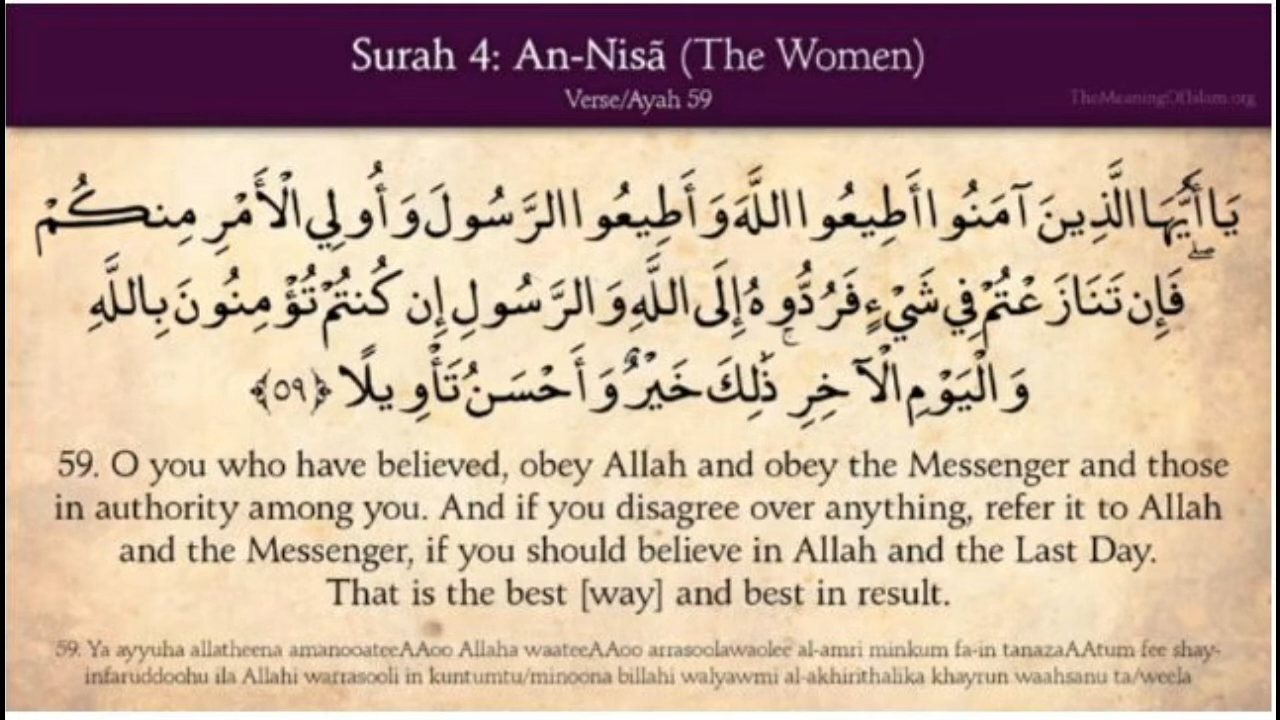 Surah 4: An-Nisã (The Women)
Verse/Ayah 59
TheMeaningOfIslam.org
يَا أَيُّهَا الَّذِينَ آمَنُوا أَطِيعُوا اللَّهَ وَأَطِيعُوا الرَّسُولَ وَأُولِي الْأَمْرِ مِنكُمْ ۖ
فَإِن تَنَازَعْتُمْ فِي شَيْءٍ فَرُدُّوهُ إِلَى اللَّهِ وَالرَّسُولِ إِن كُنتُمْ تُؤْمِنُونَ بِاللَّهِ
وَالْيَوْمِ الْآخِرِ ۚ ذَٰلِكَ خَيْرٌ وَأَحْسَنُ تَأْوِيلًا ﴿٥٩﴾
59. O you who have believed, obey Allah and obey the Messenger and those
in authority among you. And if you disagree over anything, refer it to Allah
and the Messenger, if you should believe in Allah and the Last Day.
That is the best [way] and best in result.
59. Ya ayyuha allatheena amanooateeAAoo Allaha waateeAAoo arrasoolawaolee al-amri minkum fa-in tanazaAAtum fee shay-
infaruddoohu ila Allahi warrasooli in kuntumtu/minoona billahi walyawmi al-akhirithalika khayrun waahsanu ta/weela